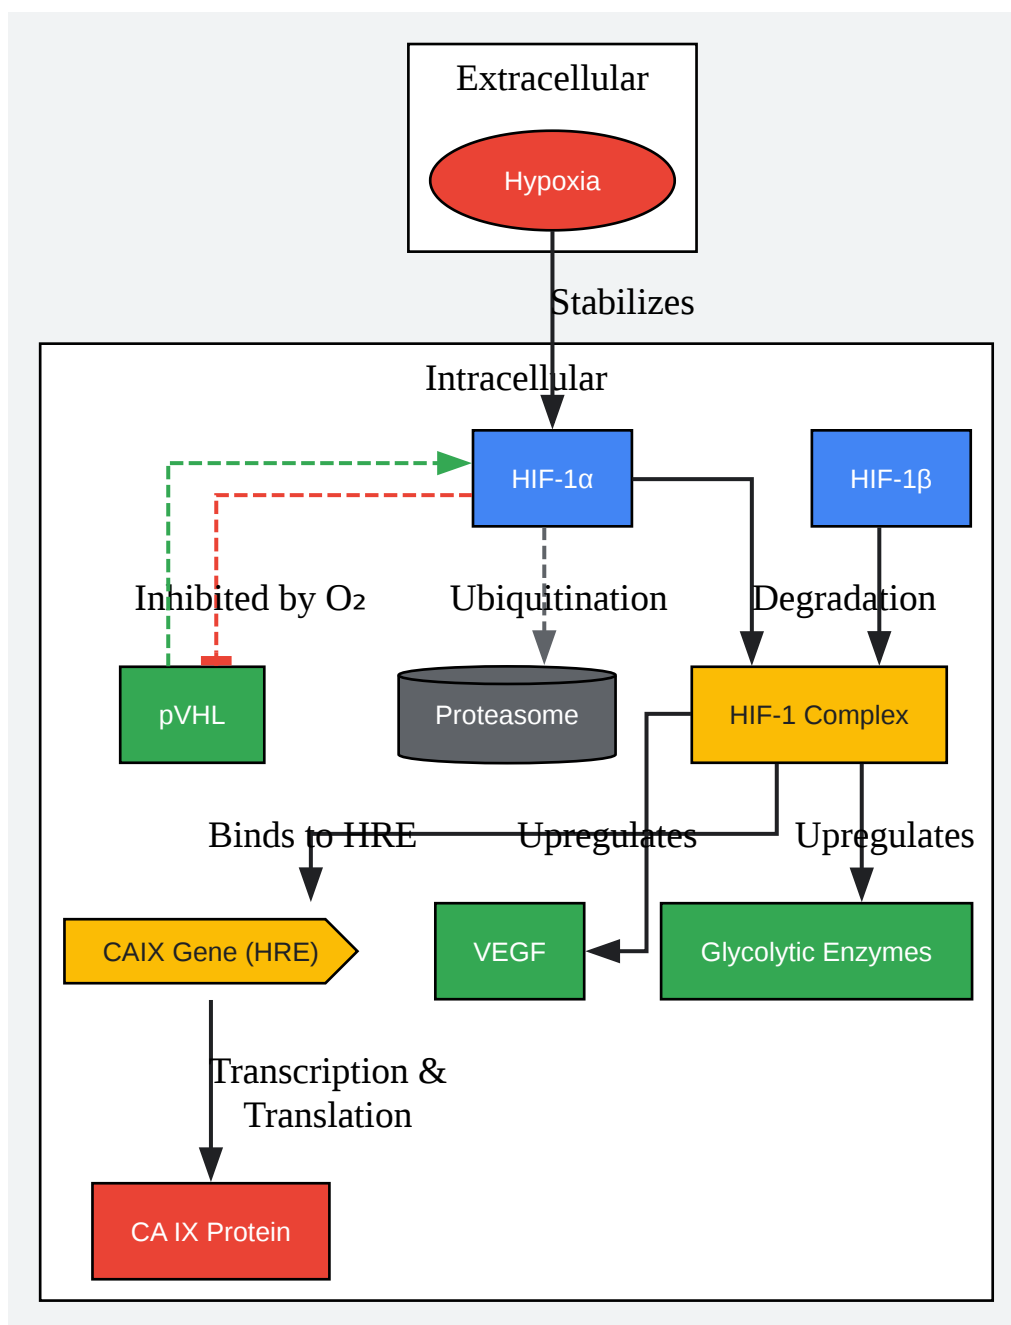 Extracellular
Hypoxia
Stabilizes
Intracellular
HIF-1α
HIF-1β
Inhibited by O₂
Ubiquitination
Degradation
pVHL
Proteasome
HIF-1 Complex
Binds to HRE
Upregulates
Upregulates
CAIX Gene (HRE)
VEGF
Glycolytic Enzymes
Transcription &
Translation
CA IX Protein